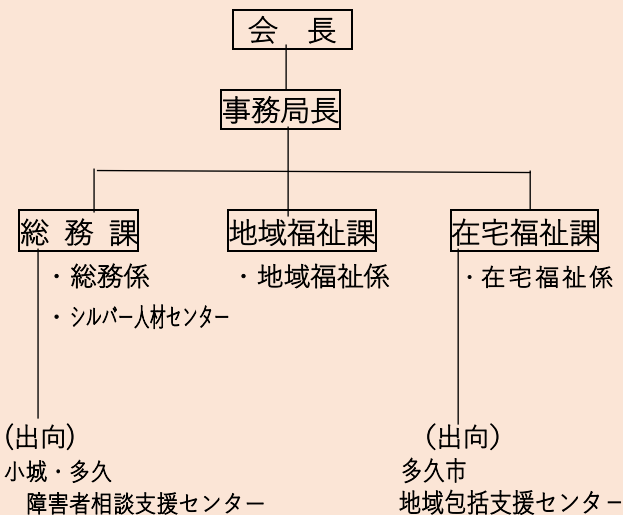 会　長
事務局長
総 務 課
地域福祉課
在宅福祉課
・総務係
・地域福祉係
・在宅福祉係
・シルバー人材センター
(出向)
(出向)
小城・多久
多久市
障害者相談支援センター
地域包括支援センター